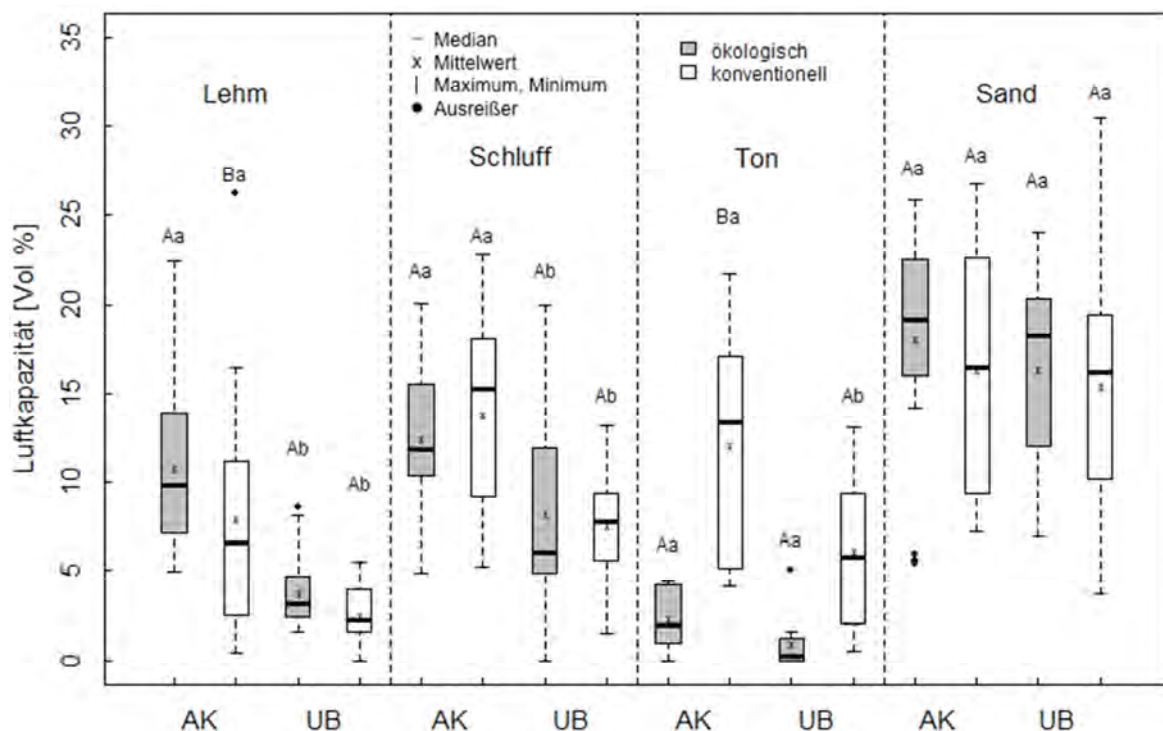 35
30
25
20
15
10
5
0
Luftkapazität [Vol %]
Median
Mittelwert
Maximum, Minimum
Ausreißer
ökologisch
konventionell
Lehm
Schluff
Ton
Sand
Aa
Ba
Ab
Ab
Aa
Aa
Ab
Ab
Aa
Ba
Aa
Ab
Aa
Aa
Aa
Aa
AK UB AK UB AK UB AK UB